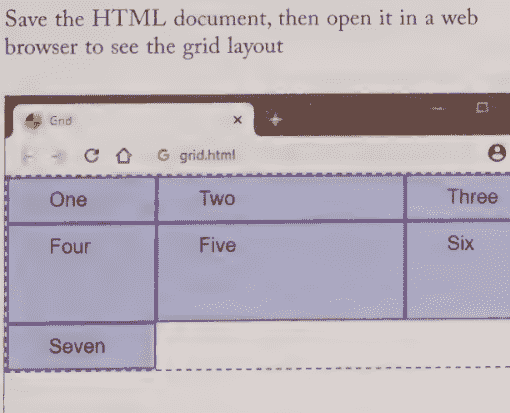 Save the HTML document, then open it in a web
browser to see the grid layout
Grid
grid.html
One Two Three
Four Five Six
Seven